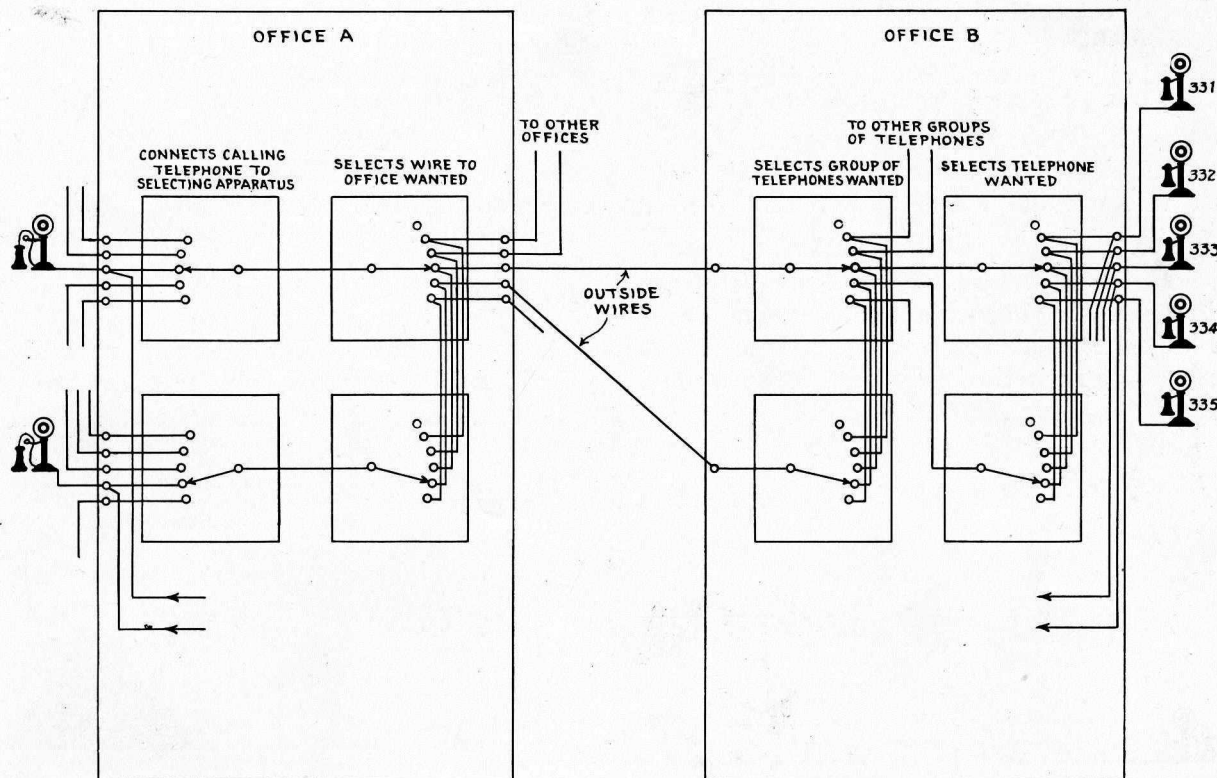 OFFICE A
OFFICE B
TO OTHER
OFFICES
CONNECTS CALLING
TELEPHONE TO
SELECTING APPARATUS
SELECTS WIRE TO
OFFICE WANTED
TO OTHER GROUPS
OF TELEPHONES
SELECTS GROUP OF
TELEPHONES WANTED
SELECTS TELEPHONE
WANTED
OUTSIDE
WIRES
331
332
333
334
335